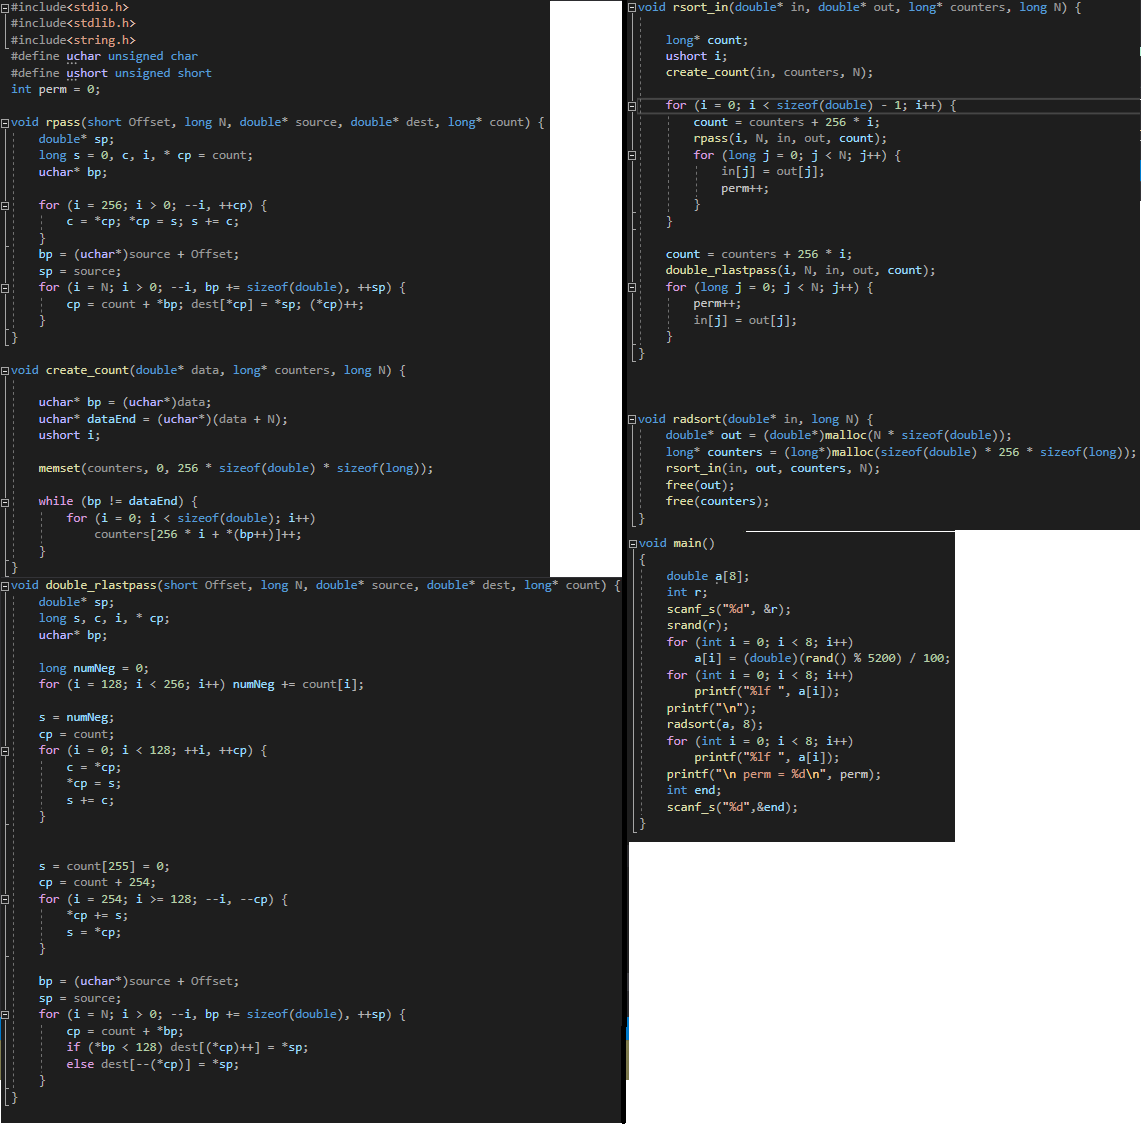 #include<stdio.h>
#include<stdlib.h>
#include<string.h>
#define uchar unsigned char
#define ushort unsigned short
int perm = 0;
void rpass(short Offset, long N, double* source, double* dest, long* count) {
double* sp;
long s = 0, c, i, * cp = count;
uchar* bp;
for (i = 256; i > 0; --i, ++cp) {
c = *cp; *cp = s; s += c;
}
bp = (uchar*)source + Offset;
sp = source;
for (i = N; i > 0; --i, bp += sizeof(double), ++sp) {
cp = count + *bp; dest[*cp] = *sp; (*cp)++;
}
}
void create_count(double* data, long* counters, long N) {
uchar* bp = (uchar*)data;
uchar* dataEnd = (uchar*)(data + N);
ushort i;
memset(counters, 0, 256 * sizeof(double) * sizeof(long));
while (bp != dataEnd) {
for (i = 0; i < sizeof(double); i++)
counters[256 * i + *(bp++)]++;
}
}
void double_rlastpass(short Offset, long N, double* source, double* dest, long* count) {
double* sp;
long s, c, i, * cp;
uchar* bp;
long numNeg = 0;
for (i = 128; i < 256; i++) numNeg += count[i];
s = numNeg;
cp = count;
for (i = 0; i < 128; ++i, ++cp) {
c = *cp;
*cp = s;
s += c;
}
s = count[255] = 0;
cp = count + 254;
for (i = 254; i >= 128; --i, --cp) {
*cp += s;
s = *cp;
}
bp = (uchar*)source + Offset;
sp = source;
for (i = N; i > 0; --i, bp += sizeof(double), ++sp) {
cp = count + *bp;
if (*bp < 128) dest[(*cp)++] = *sp;
else dest[--(*cp)] = *sp;
}
}
void rsort_in(double* in, double* out, long* counters, long N) {
long* count;
ushort i;
create_count(in, counters, N);
for (i = 0; i < sizeof(double) - 1; i++) {
count = counters + 256 * i;
rpass(i, N, in, out, count);
for (long j = 0; j < N; j++) {
in[j] = out[j];
perm++;
}
}
count = counters + 256 * i;
double_rlastpass(i, N, in, out, count);
for (long j = 0; j < N; j++) {
perm++;
in[j] = out[j];
}
}
void radsort(double* in, long N) {
double* out = (double*)malloc(N * sizeof(double));
long* counters = (long*)malloc(sizeof(double) * 256 * sizeof(long));
rsort_in(in, out, counters, N);
free(out);
free(counters);
}
void main()
{
double a[8];
int r;
scanf_s("%d", &r);
srand(r);
for (int i = 0; i < 8; i++)
a[i] = (double)(rand() % 5200) / 100;
for (int i = 0; i < 8; i++)
printf("%lf ", a[i]);
printf("\n");
radsort(a, 8);
for (int i = 0; i < 8; i++)
printf("%lf ", a[i]);
printf("\n perm = %d\n", perm);
int end;
scanf_s("%d",&end);
}